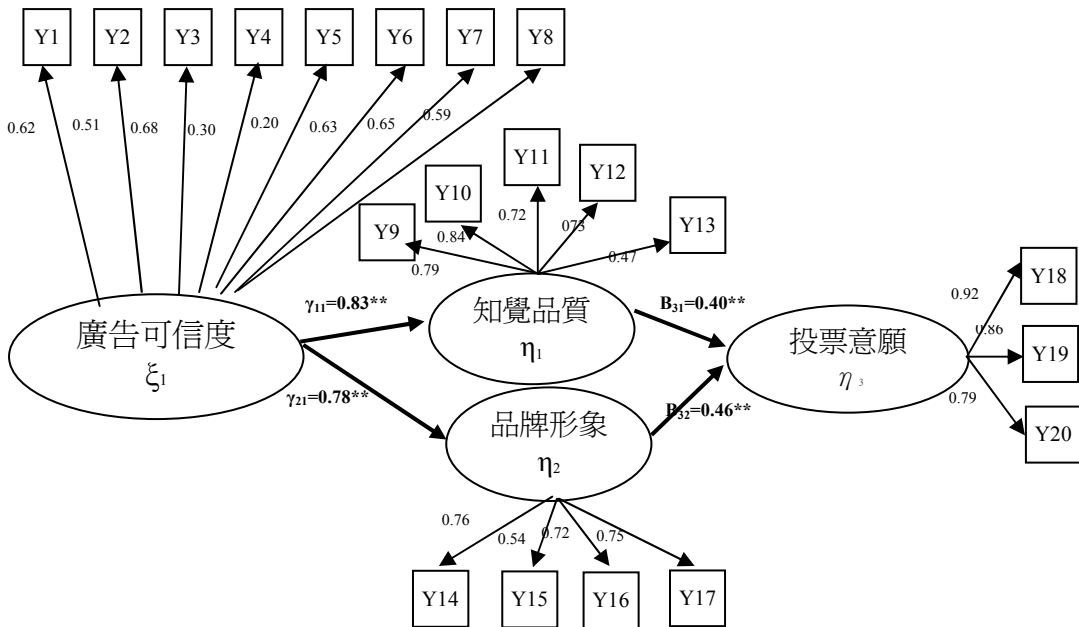 Y1 Y2 Y3 Y4 Y5 Y6 Y7 Y8
0.62 0.51 0.68 0.30 0.20 0.63 0.65 0.59
Y9 Y10 Y11 Y12 Y13
0.79 0.84 0.72 073 0.47
廣告可信度
ξ1
γ11=0.83**
γ21=0.78**
知覺品質
η1
品牌形象
η2
B31=0.40**
B32=0.46**
投票意願
η3
0.92 0.86 0.79
Y18
Y19
Y20
0.76 0.54 0.72 0.75
Y14 Y15 Y16 Y17